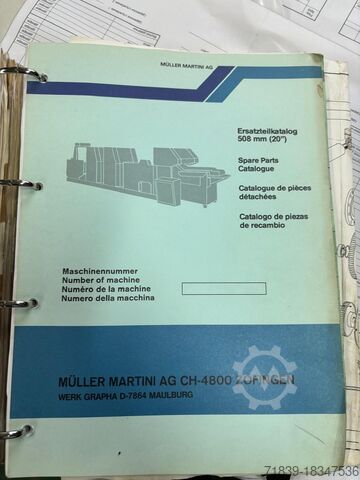 MÜLLER MARTINI AG
Ersatzteilkatalog
508 mm (20")
Spare Parts
Catalogue
Catalogue de pièces
détachées
Catalogo de piezas
de recambio
Maschinennummer
Number of machine
Numéro de la machine
Numero della macchina
MÜLLER MARTINI AG CH-4800 ZOFINGEN
WERK GRAPHA D-7864 MAULBURG
71839-18347536